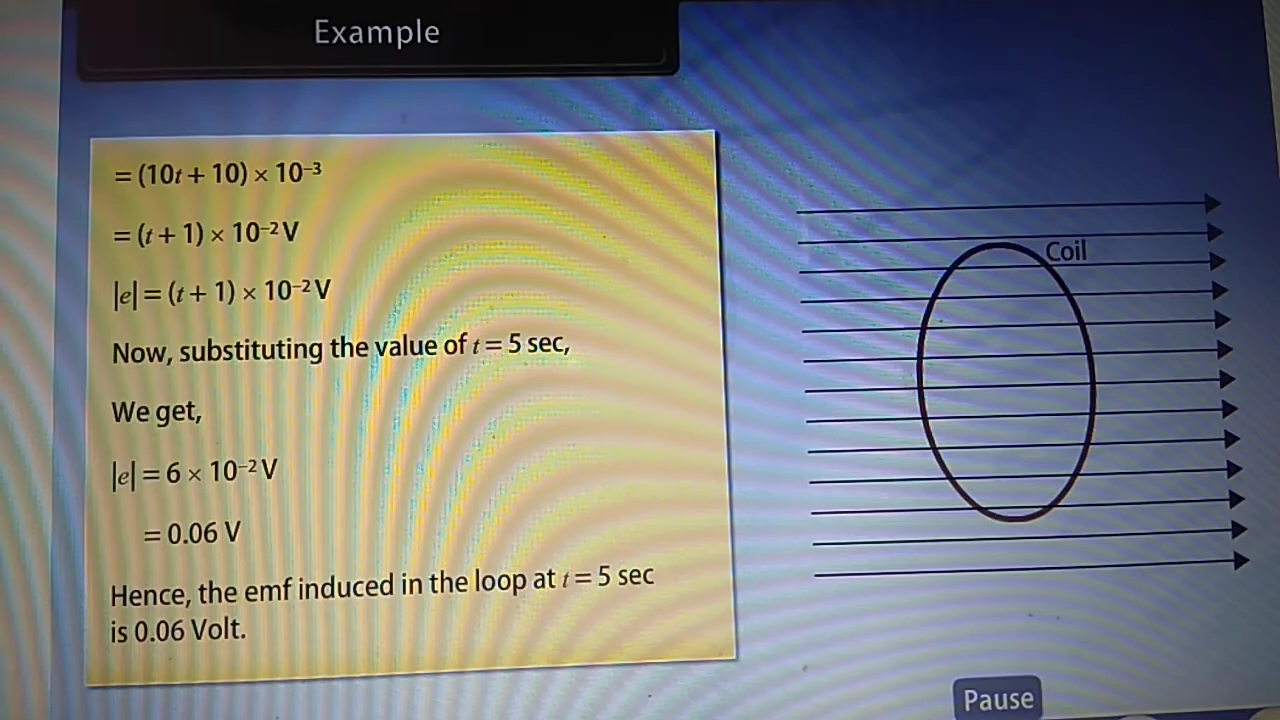 Example
= (10t + 10) × 10⁻³
= (t + 1) × 10⁻² V
|e| = (t + 1) × 10⁻² V
Now, substituting the value of t = 5 sec,
We get,
|e| = 6 × 10⁻² V
= 0.06 V
Hence, the emf induced in the loop at t = 5 sec
is 0.06 Volt.
Coil
Pause